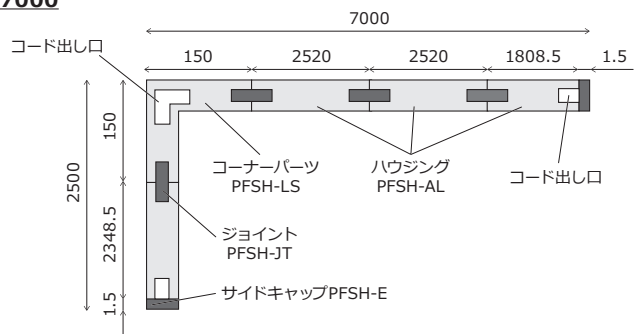 7000
7000
コード出し口
150
2520
2520
1808.5
1.5
150
2500
2348.5
1.5
コーナーパーツ
PFSH-LS
ハウジング
PFSH-AL
コード出し口
ジョイント
PFSH-JT
サイドキャップPFSH-E